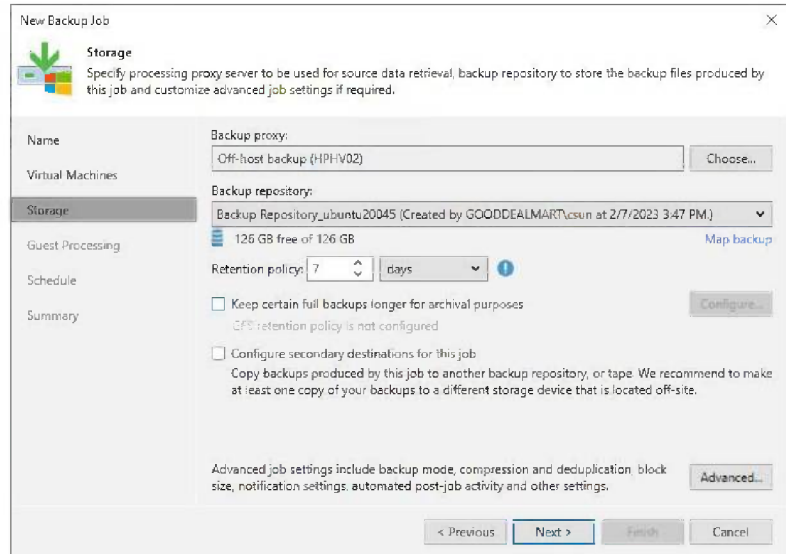 New Backup Job
Storage
Specify processing proxy server to be used for source data retrieval, backup repository to store the backup files produced by
this job and customize advanced job settings if required.
Name
Virtual Machines
Storage
Guest Processing
Schedule
Summary
Backup proxy:
Off-host backup (HPHV02)
Choose...
Backup repository:
Backup Repository_ubuntu20045 (Created by GOODDEALMART\csun at 2/7/2023 3:47 PM.)
126 GB free of 126 GB
Map backup
Retention policy: 7 days
Keep certain full backups longer for archival purposes
Configure...
GFS retention policy is not configured
Configure secondary destinations for this job
Copy backups produced by this job to another backup repository, or tape. We recommend to make
at least one copy of your backups to a different storage device that is located off-site.
Advanced job settings include backup mode, compression and deduplication, block
size, notification settings, automated post-job activity and other settings.
Advanced...
< Previous
Next >
Finish
Cancel